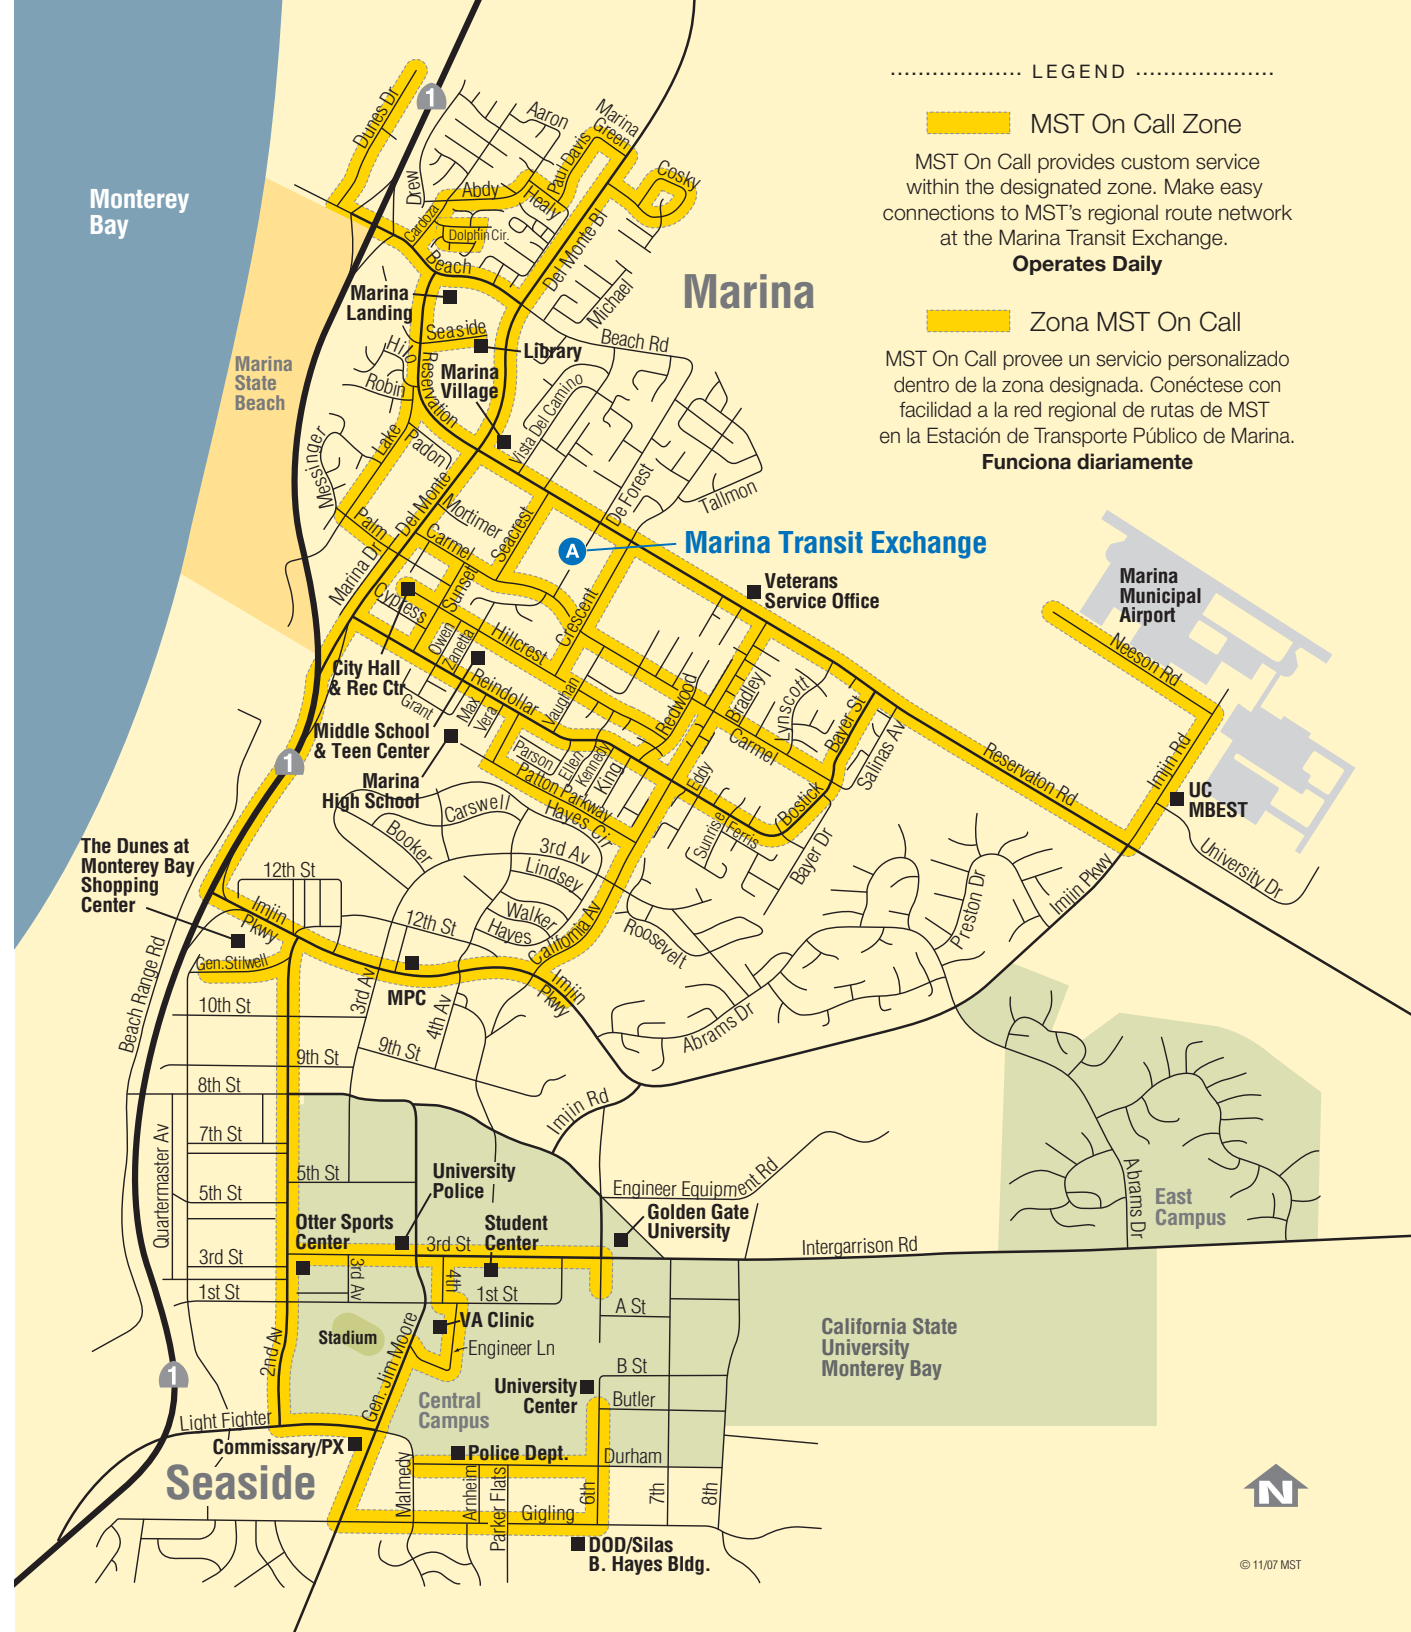 LEGEND
MST On Call Zone
MST On Call provides custom service
within the designated zone. Make easy
connections to MST's regional route network
at the Marina Transit Exchange.
Operates Daily
Zona MST On Call
MST On Call provee un servicio personalizado
dentro de la zona designada. Conéctese con
facilidad a la red regional de rutas de MST
en la Estación de Transporte Público de Marina.
Funciona diariamente
Monterey
Bay
Marina
State
Beach
Marina
Seaside
1
Dunes Dr
Drew
Aaron
Marina
Green
Paul Davis
Cosky
Abdy
Healy
Cardoza
Dolphin Cir.
Beach
Del Monte Bl
Michael
Beach Rd
Marina
Landing
Seaside
Library
Hilo
Robin
Reservation
Marina
Village
Vista Del Camino
Messinger
Lake
Padon
Del Monte
Mortimer
Seacrest
De Forest
Tallmon
Palm
Carmel
Marina Dr
A
Marina Transit Exchange
Veterans
Service Office
Marina
Municipal
Airport
Neeson Rd
Cypress
Sunset
Owen
Zanetta
Hillcrest
Crescent
City Hall
& Rec Ctr
Reindollar
Grant
Max
Vera
Vaughan
Redwood
Bradley
Lynscott
Bayer St
Salinas Av
Carmel
Middle School
& Teen Center
Marina
High School
Parson
Ellen
Kennedy
King
Patton Parkway
Hayes Cir
Eddy
Sunrise
Ferris
Bostick
Bayer Dr
Reservaton Rd
Imjin Rd
UC
MBEST
University Dr
Imjin Pkwy
Preston Dr
1
Carswell
Booker
3rd Av
Lindsey
Walker
Hayes
California Av
Roosevelt
Abrams Dr
The Dunes at
Monterey Bay
Shopping
Center
12th St
Imjin
Pkwy
12th St
Gen.Stilwell
MPC
Imjin
Pkwy
Beach Range Rd
10th St
3rd Av
4th Av
9th St
9th St
8th St
Imjin Rd
7th St
Quartermaster Av
5th St
5th St
University
Police
Engineer Equipment Rd
Golden Gate
University
Abrams Dr
East
Campus
Otter Sports
Center
3rd St
Student
Center
Intergarrison Rd
3rd St
3rd Av
4th
1st St
1st St
A St
VA Clinic
Engineer Ln
Stadium
California State
University
Monterey Bay
1
2nd Av
Gen. Jim Moore
B St
University
Center
Butler
Central
Campus
Light Fighter
Commissary/PX
Police Dept.
Durham
Malmedy
Arnheim
Parker Flats
6th
7th
8th
Gigling
DOD/Silas
B. Hayes Bldg.
N
© 11/07 MST